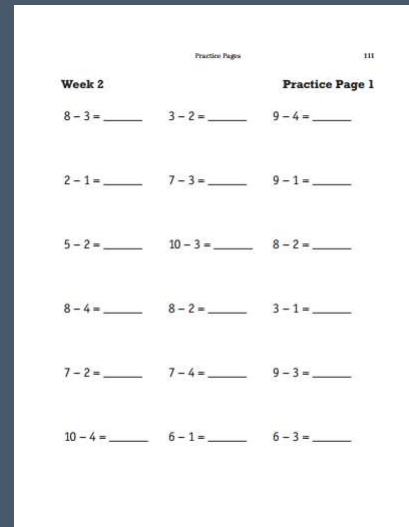 Practice Pages 111
Week 2 Practice Page 1
8 – 3 = ______ 3 – 2 = ______ 9 – 4 = ______
2 – 1 = ______ 7 – 3 = ______ 9 – 1 = ______
5 – 2 = ______ 10 – 3 = ______ 8 – 2 = ______
8 – 4 = ______ 8 – 2 = ______ 3 – 1 = ______
7 – 2 = ______ 7 – 4 = ______ 9 – 3 = ______
10 – 4 = ______ 6 – 1 = ______ 6 – 3 = ______